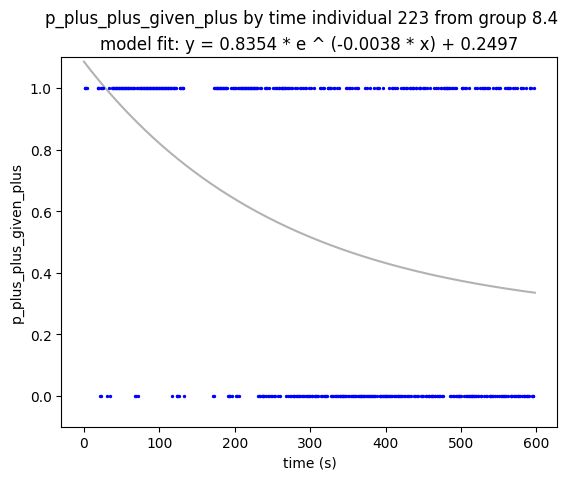 p_plus_plus_given_plus by time individual 223 from group 8.4
model fit: y = 0.8354 * e ^ (-0.0038 * x) + 0.2497
p_plus_plus_given_plus
1.0
0.8
0.6
0.4
0.2
0.0
0 100 200 300 400 500 600
time (s)